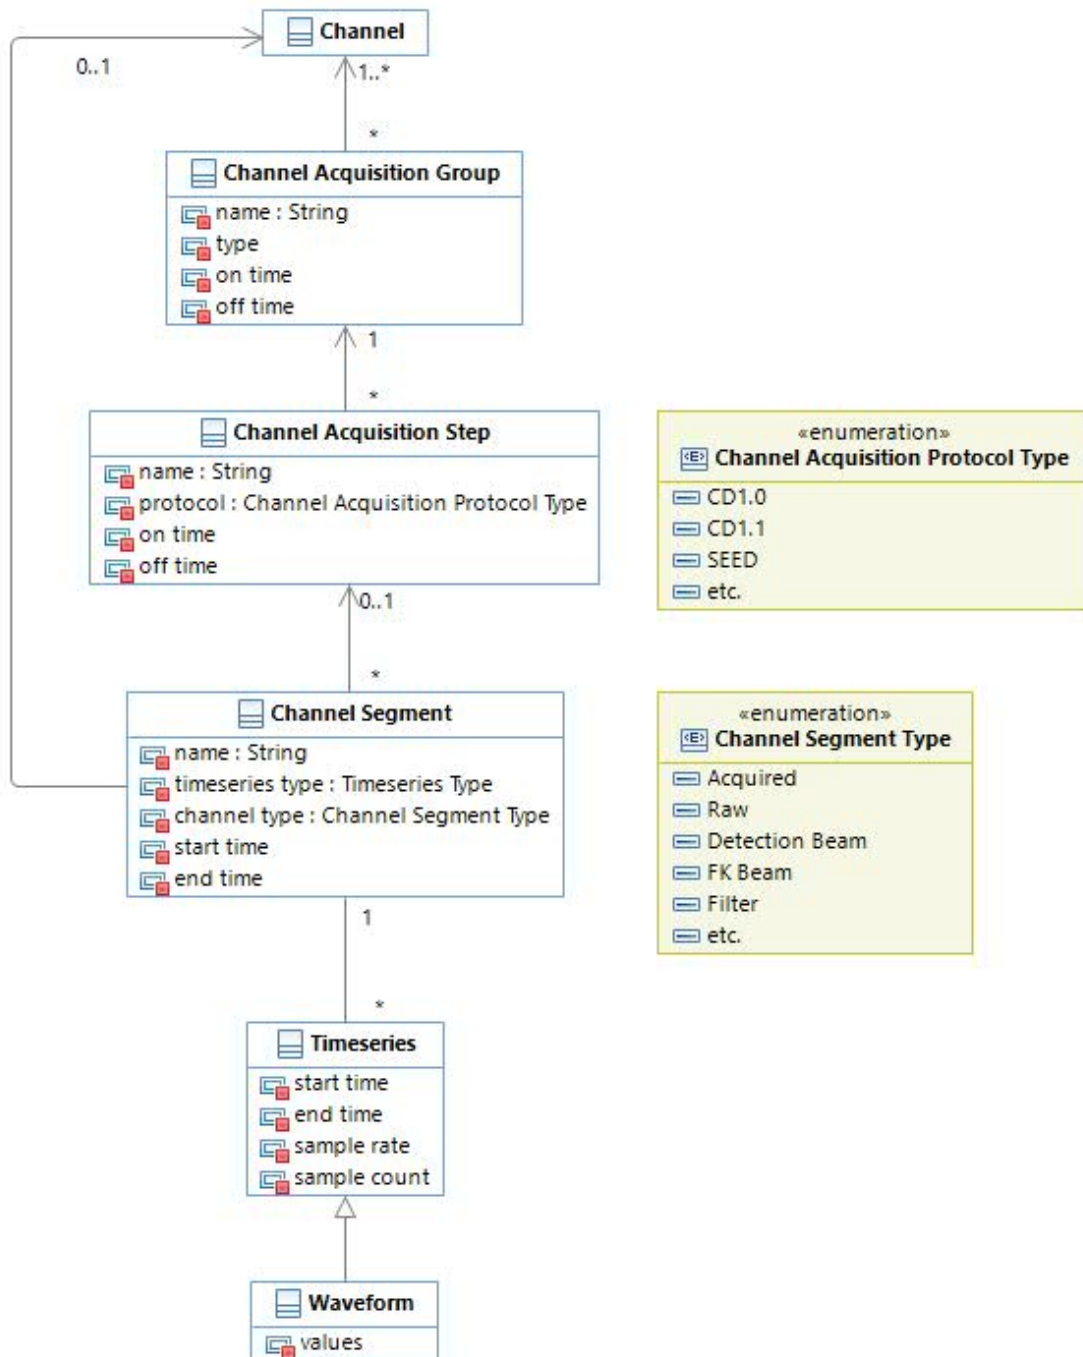 Channel
0..1
1..*
*
Channel Acquisition Group
name : String
type
on time
off time
1
*
Channel Acquisition Step
name : String
protocol : Channel Acquisition Protocol Type
on time
off time
«enumeration»
Channel Acquisition Protocol Type
CD1.0
CD1.1
SEED
etc.
0..1
*
Channel Segment
name : String
timeseries type : Timeseries Type
channel type : Channel Segment Type
start time
end time
«enumeration»
Channel Segment Type
Acquired
Raw
Detection Beam
FK Beam
Filter
etc.
1
*
Timeseries
start time
end time
sample rate
sample count
Waveform
values